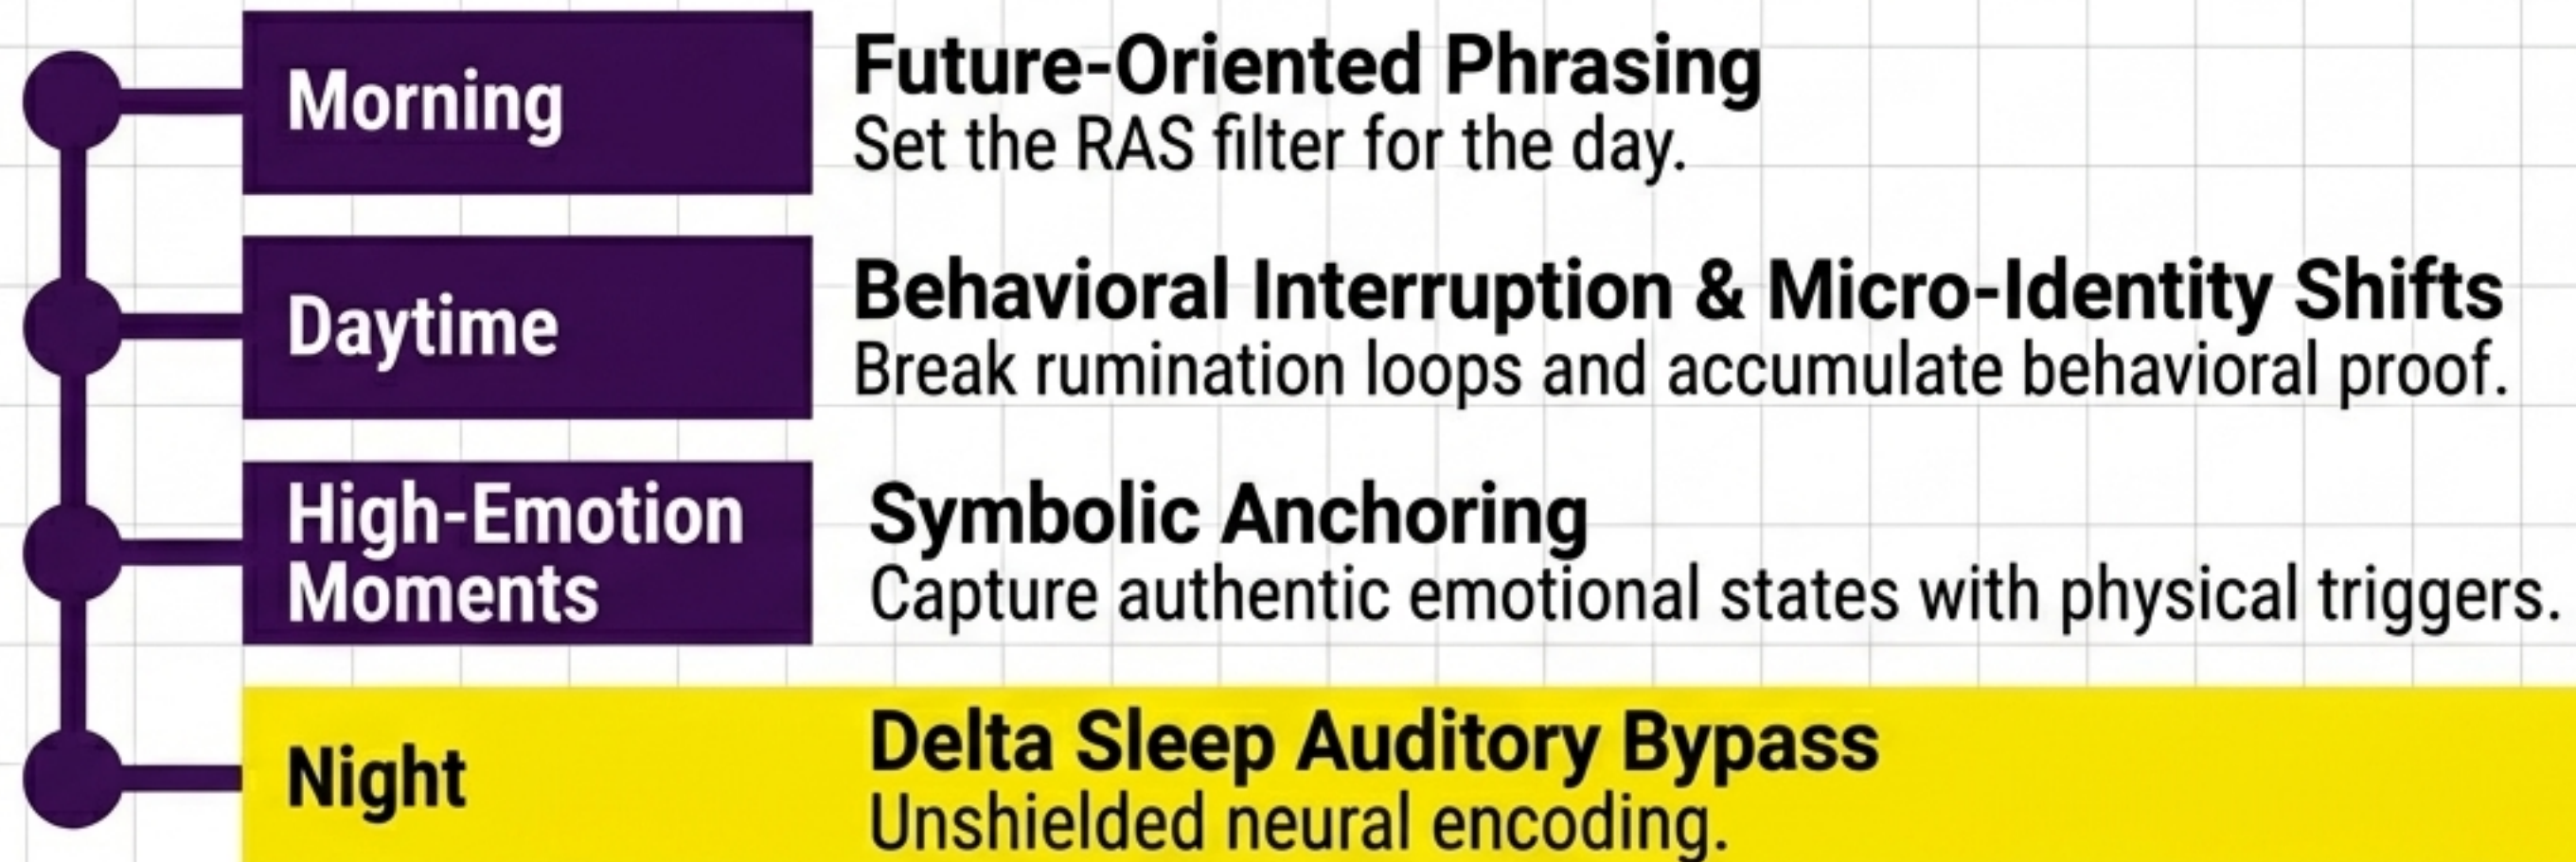 Morning
Future-Oriented Phrasing
Set the RAS filter for the day.
Daytime
Behavioral Interruption & Micro-Identity Shifts
Break rumination loops and accumulate behavioral proof.
High-Emotion
Moments
Symbolic Anchoring
Capture authentic emotional states with physical triggers.
Night
Delta Sleep Auditory Bypass
Unshielded neural encoding.